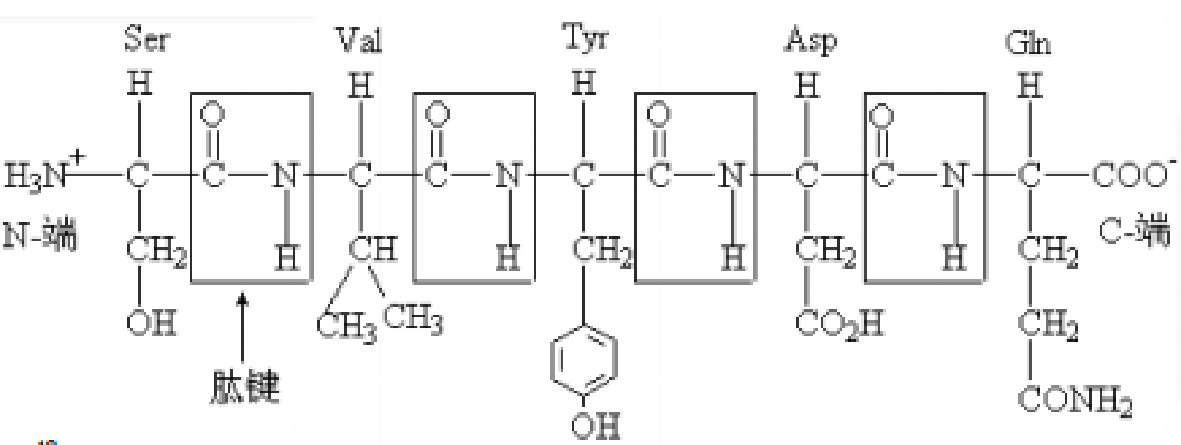 Ser Val Tyr Asp Gln
H H H H H
O O O O
H₃N⁺ C C N C C N C C N C C N C COO⁻
N-端 CH₂ H CH H CH₂ H CH₂ H CH₂ C-端
OH CH₃ CH₃ CO₂H CH₂
肽键 CONH₂
OH